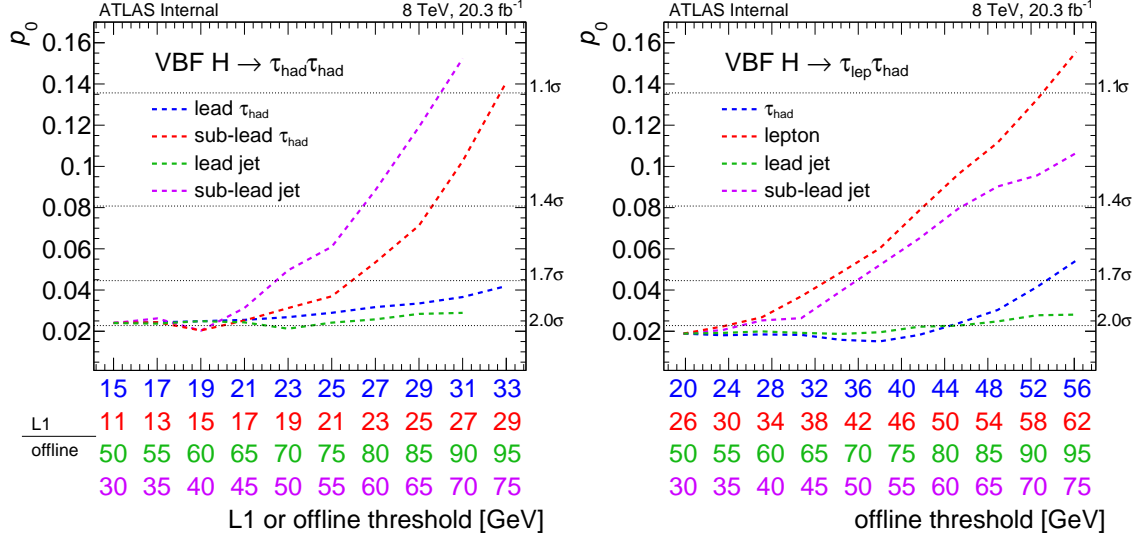 ATLAS Internal 8 TeV, 20.3 fb⁻¹
p₀
0.16
0.14
0.12
0.1
0.08
0.06
0.04
0.02
VBF H → τ_had τ_had
lead τ_had
sub-lead τ_had
lead jet
sub-lead jet
1.1σ
1.4σ
1.7σ
2.0σ
15 17 19 21 23 25 27 29 31 33
L1 11 13 15 17 19 21 23 25 27 29
offline 50 55 60 65 70 75 80 85 90 95
30 35 40 45 50 55 60 65 70 75
L1 or offline threshold [GeV]
ATLAS Internal 8 TeV, 20.3 fb⁻¹
p₀
0.16
0.14
0.12
0.1
0.08
0.06
0.04
0.02
VBF H → τ_lep τ_had
τ_had
lepton
lead jet
sub-lead jet
1.1σ
1.4σ
1.7σ
2.0σ
20 24 28 32 36 40 44 48 52 56
26 30 34 38 42 46 50 54 58 62
50 55 60 65 70 75 80 85 90 95
30 35 40 45 50 55 60 65 70 75
offline threshold [GeV]